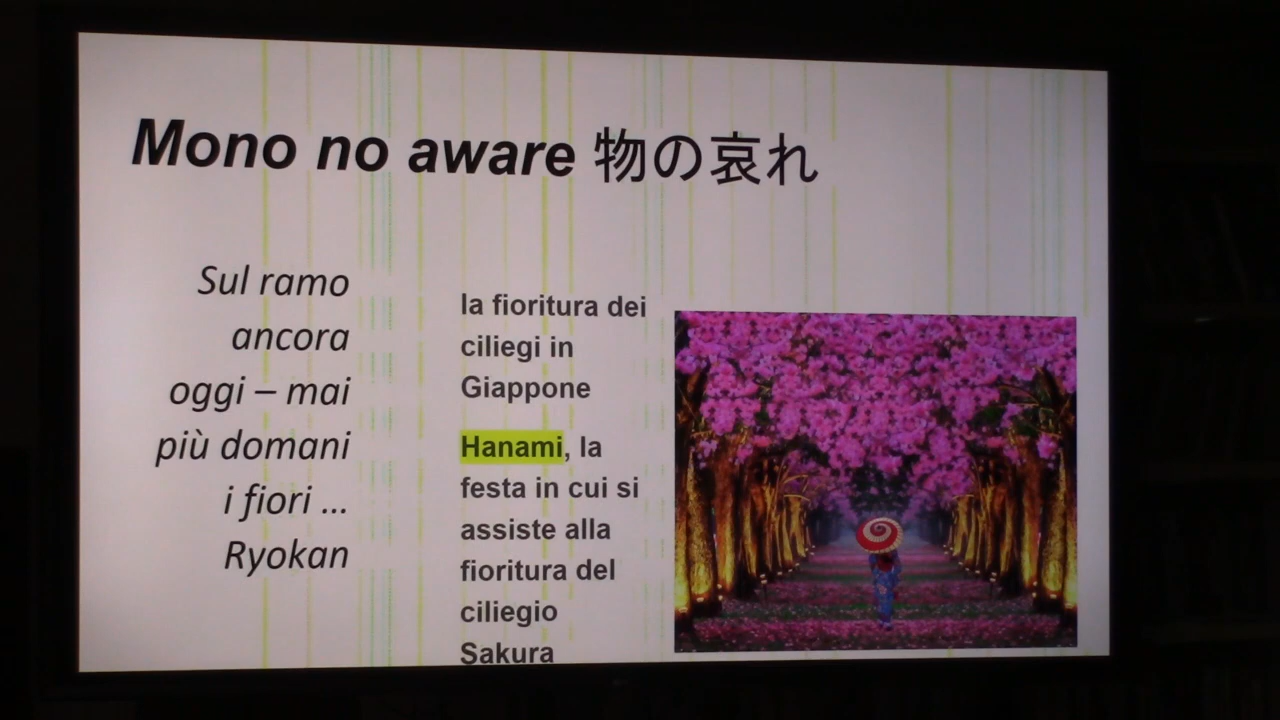 Mono no aware 物の哀れ
Sul ramo
ancora
oggi – mai
più domani
i fiori ...
Ryokan
la fioritura dei
ciliegi in
Giappone
Hanami, la
festa in cui si
assiste alla
fioritura del
ciliegio
Sakura